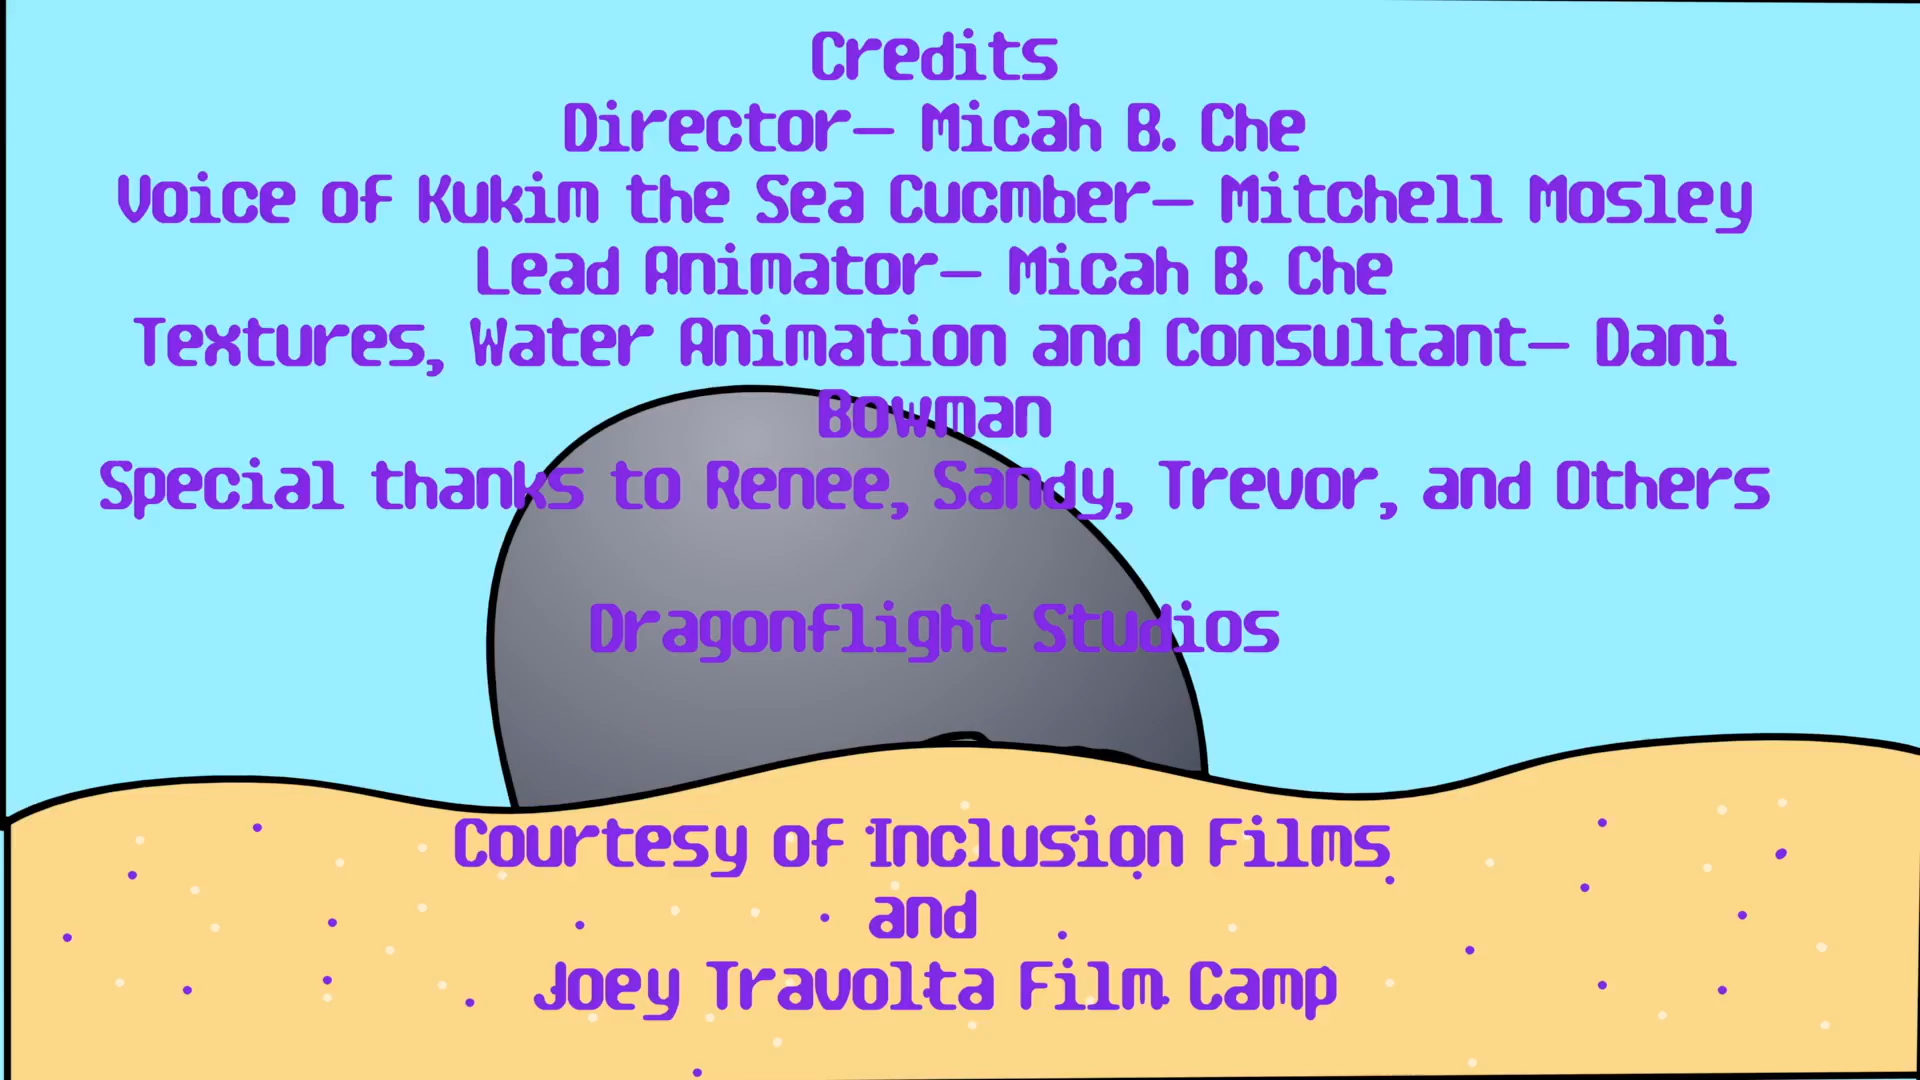 Credits
Director— Micah B. Che
Voice of Kukim the Sea Cucmber— Mitchell Mosley
Lead Animator— Micah B. Che
Textures, Water Animation and Consultant— Dani
Bowman
Special thanks to Renee, Sandy, Trevor, and Others
Dragonflight Studios
Courtesy of Inclusion Films
and
Joey Travolta Film Camp